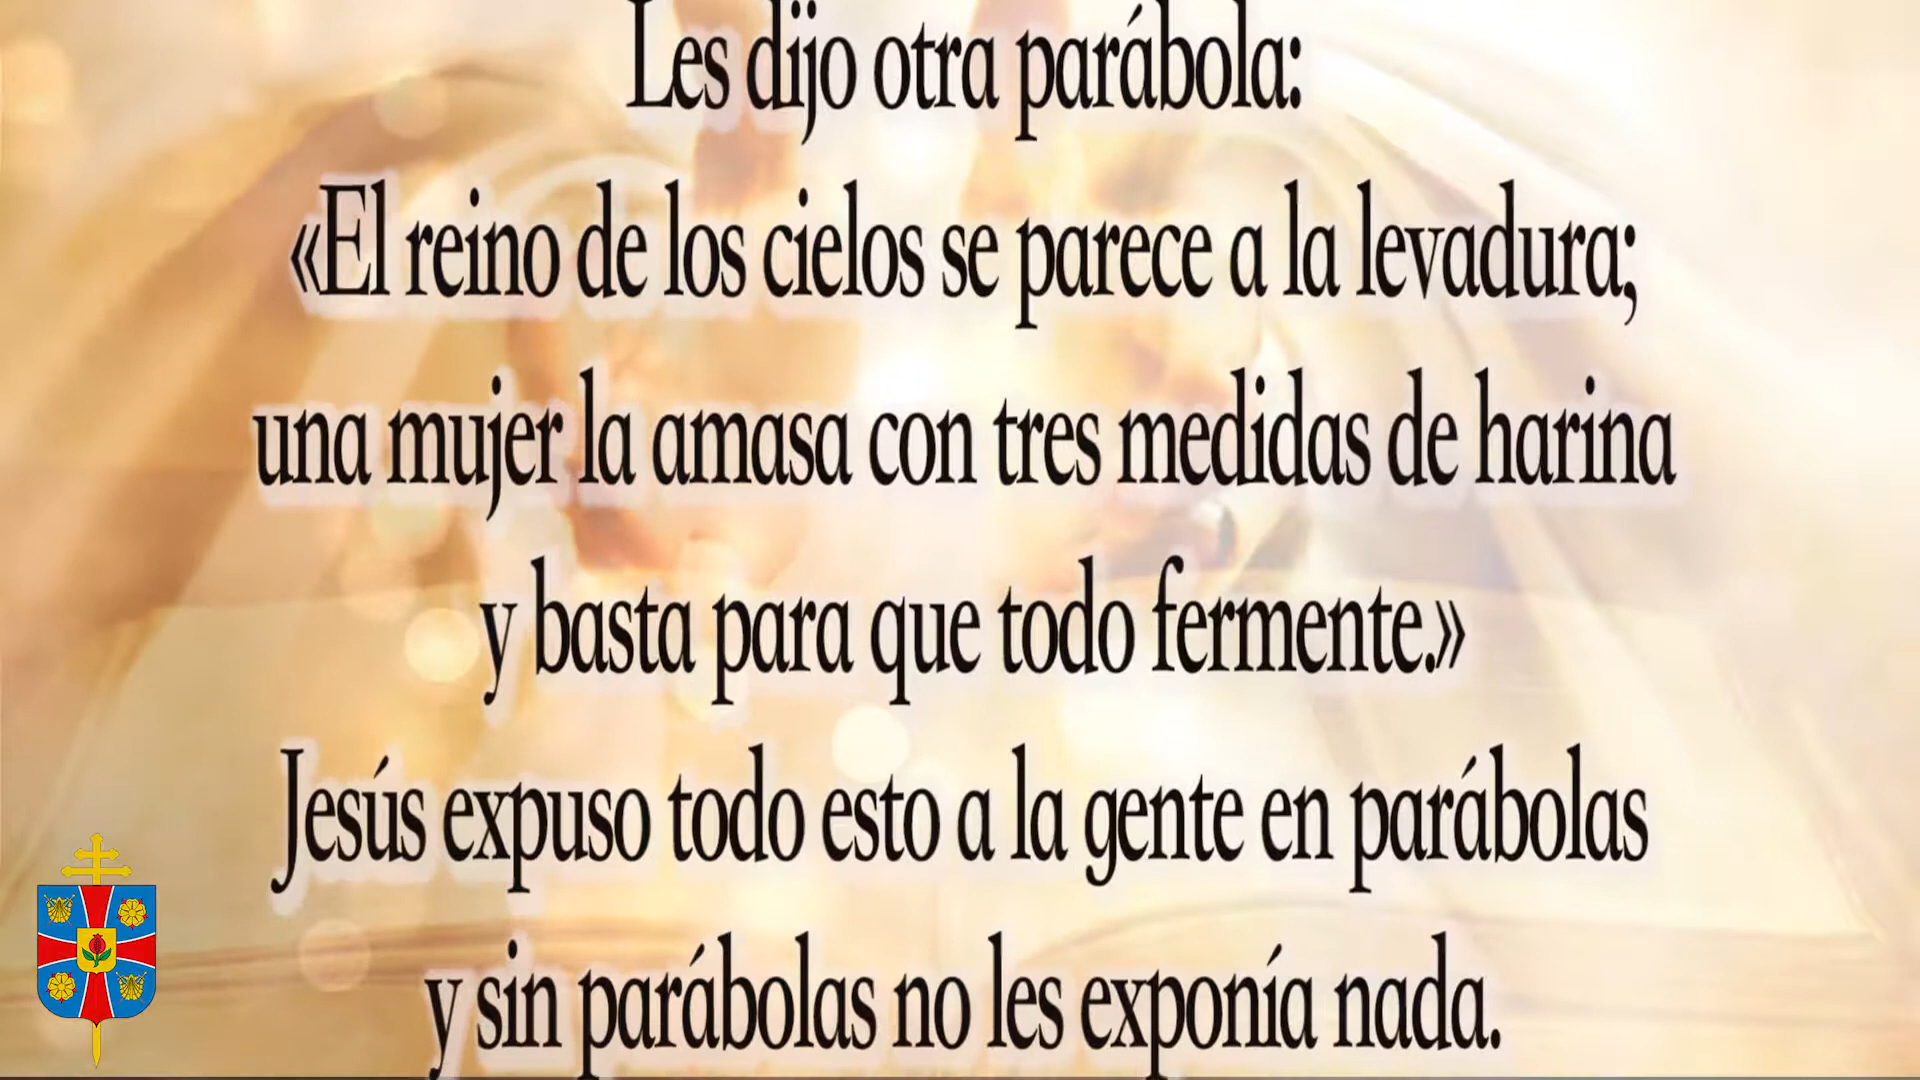 Les dijo otra parábola:
«El reino de los cielos se parece a la levadura;
una mujer la amasa con tres medidas de harina
y basta para que todo fermente.»
Jesús expuso todo esto a la gente en parábolas
y sin parábolas no les exponía nada.